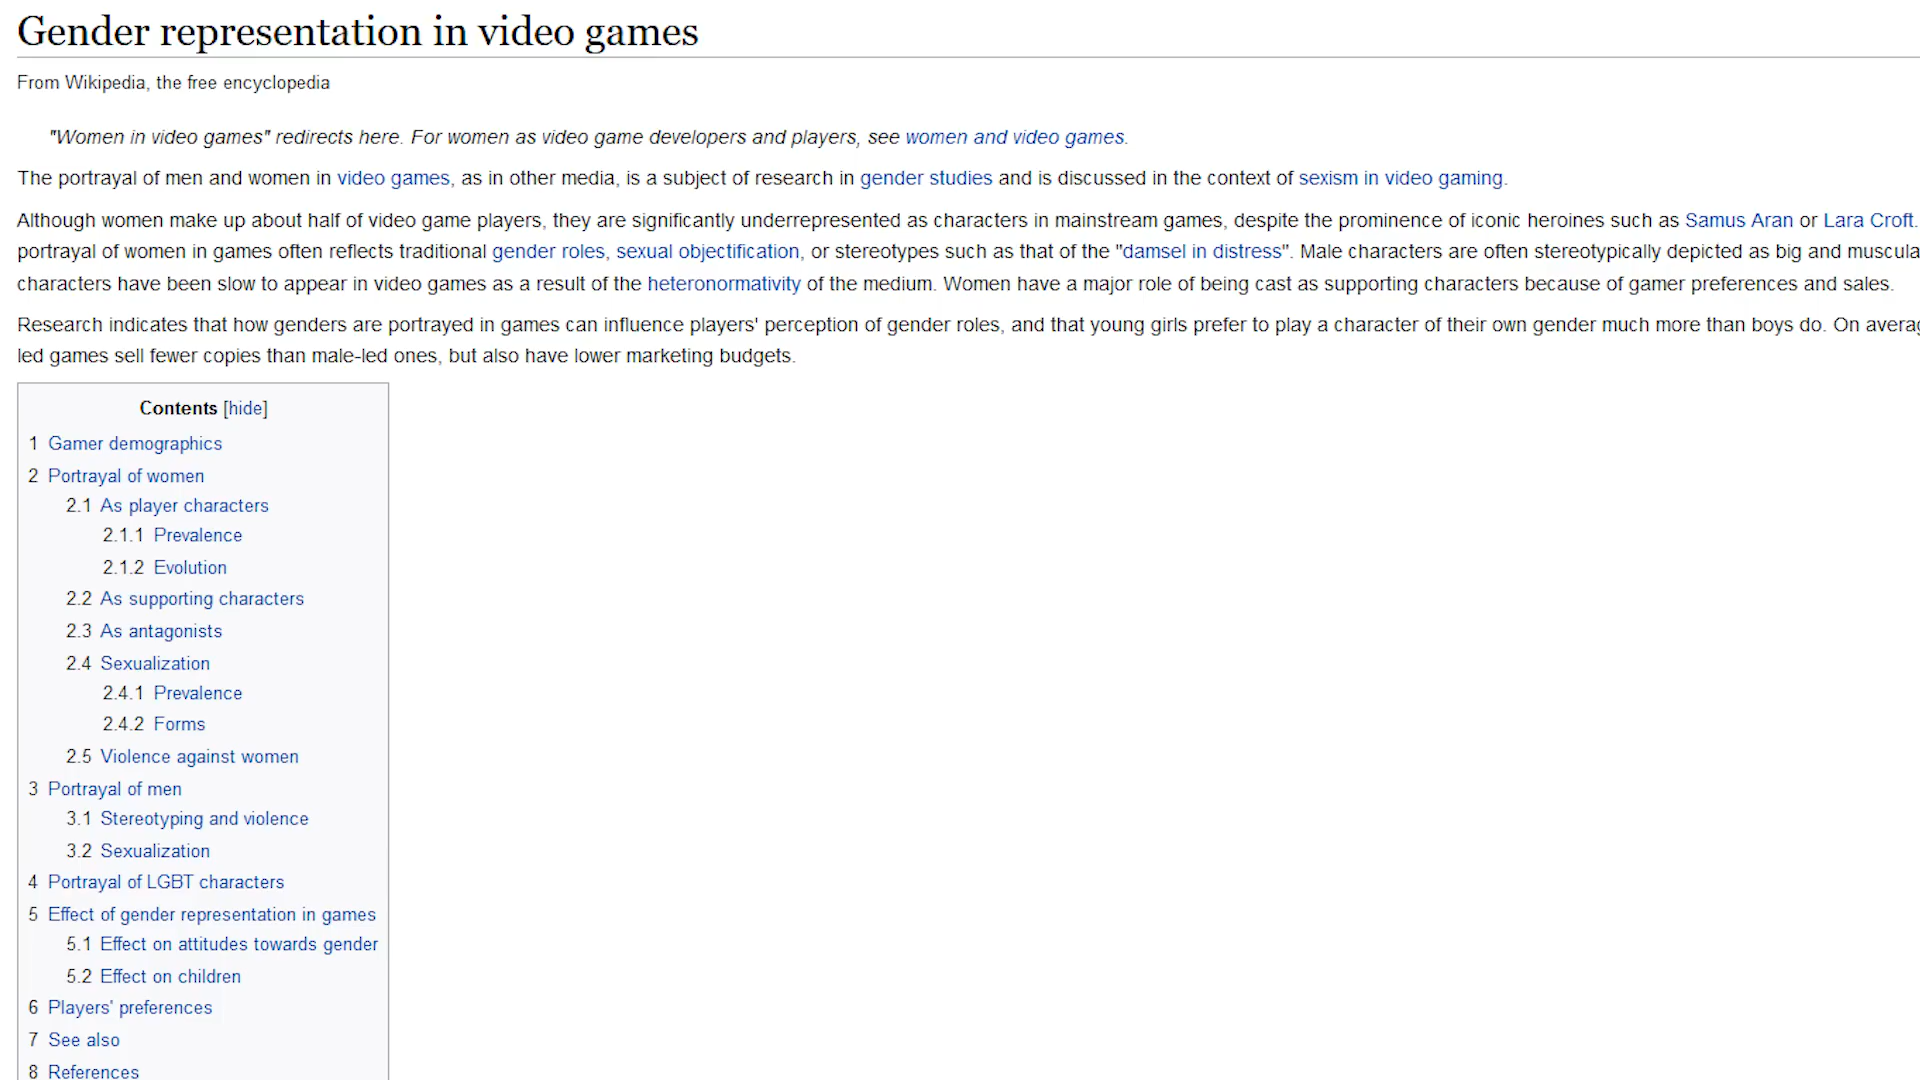 Gender representation in video games
From Wikipedia, the free encyclopedia
"Women in video games" redirects here. For women as video game developers and players, see women and video games.
The portrayal of men and women in video games, as in other media, is a subject of research in gender studies and is discussed in the context of sexism in video gaming.
Although women make up about half of video game players, they are significantly underrepresented as characters in mainstream games, despite the prominence of iconic heroines such as Samus Aran or Lara Croft.
portrayal of women in games often reflects traditional gender roles, sexual objectification, or stereotypes such as that of the "damsel in distress". Male characters are often stereotypically depicted as big and muscula
characters have been slow to appear in video games as a result of the heteronormativity of the medium. Women have a major role of being cast as supporting characters because of gamer preferences and sales.
Research indicates that how genders are portrayed in games can influence players' perception of gender roles, and that young girls prefer to play a character of their own gender much more than boys do. On averag
led games sell fewer copies than male-led ones, but also have lower marketing budgets.
Contents [hide]
1 Gamer demographics
2 Portrayal of women
2.1 As player characters
2.1.1 Prevalence
2.1.2 Evolution
2.2 As supporting characters
2.3 As antagonists
2.4 Sexualization
2.4.1 Prevalence
2.4.2 Forms
2.5 Violence against women
3 Portrayal of men
3.1 Stereotyping and violence
3.2 Sexualization
4 Portrayal of LGBT characters
5 Effect of gender representation in games
5.1 Effect on attitudes towards gender
5.2 Effect on children
6 Players' preferences
7 See also
8 References